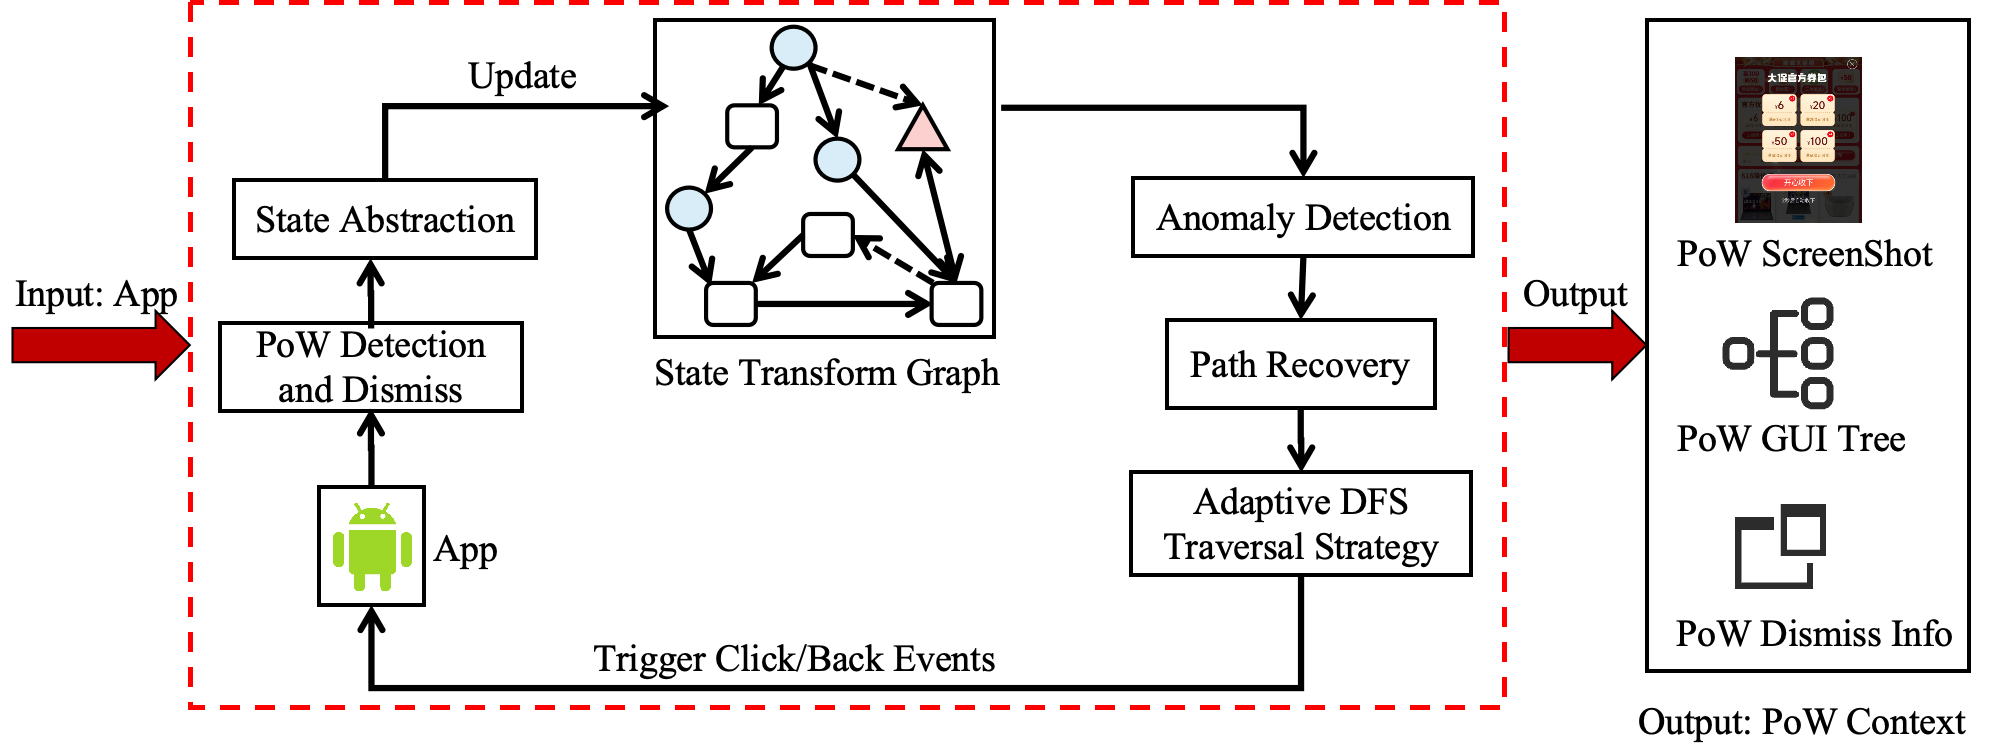 Input: App
Update
State Abstraction
PoW Detection
and Dismiss
App
State Transform Graph
Trigger Click/Back Events
Anomaly Detection
Path Recovery
Adaptive DFS
Traversal Strategy
Output
大促官方券包
¥6
¥20
¥50
¥100
开心收下
PoW ScreenShot
PoW GUI Tree
PoW Dismiss Info
Output: PoW Context